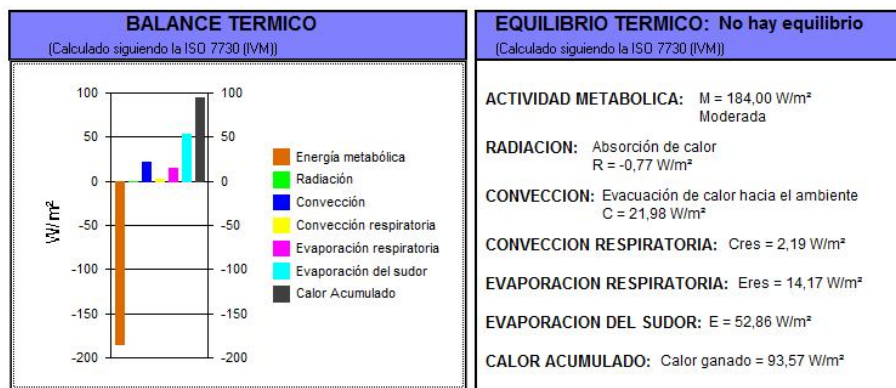 BALANCE TERMICO
(Calculado siguiendo la ISO 7730 (IVM))
100
100
50
50
0
0
-50
-50
-100
-100
-150
-150
-200
-200
W/m²
Energía metabólica
Radiación
Convección
Convección respiratoria
Evaporación respiratoria
Evaporación del sudor
Calor Acumulado
EQUILIBRIO TERMICO: No hay equilibrio
(Calculado siguiendo la ISO 7730 (IVM))
ACTIVIDAD METABOLICA: M = 184,00 W/m²
Moderada
RADIACION: Absorción de calor
R = -0,77 W/m²
CONVECCION: Evacuación de calor hacia el ambiente
C = 21,98 W/m²
CONVECCION RESPIRATORIA: Cres = 2,19 W/m²
EVAPORACION RESPIRATORIA: Eres = 14,17 W/m²
EVAPORACION DEL SUDOR: E = 52,86 W/m²
CALOR ACUMULADO: Calor ganado = 93,57 W/m²